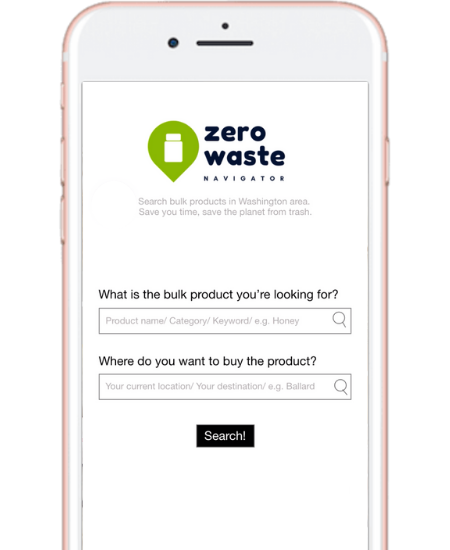 zero
waste
NAVIGATOR
Search bulk products in Washington area.
Save you time, save the planet from trash.
What is the bulk product you're looking for?
Product name/ Category/ Keyword/ e.g. Honey
Where do you want to buy the product?
Your current location/ Your destination/ e.g. Ballard
Search!